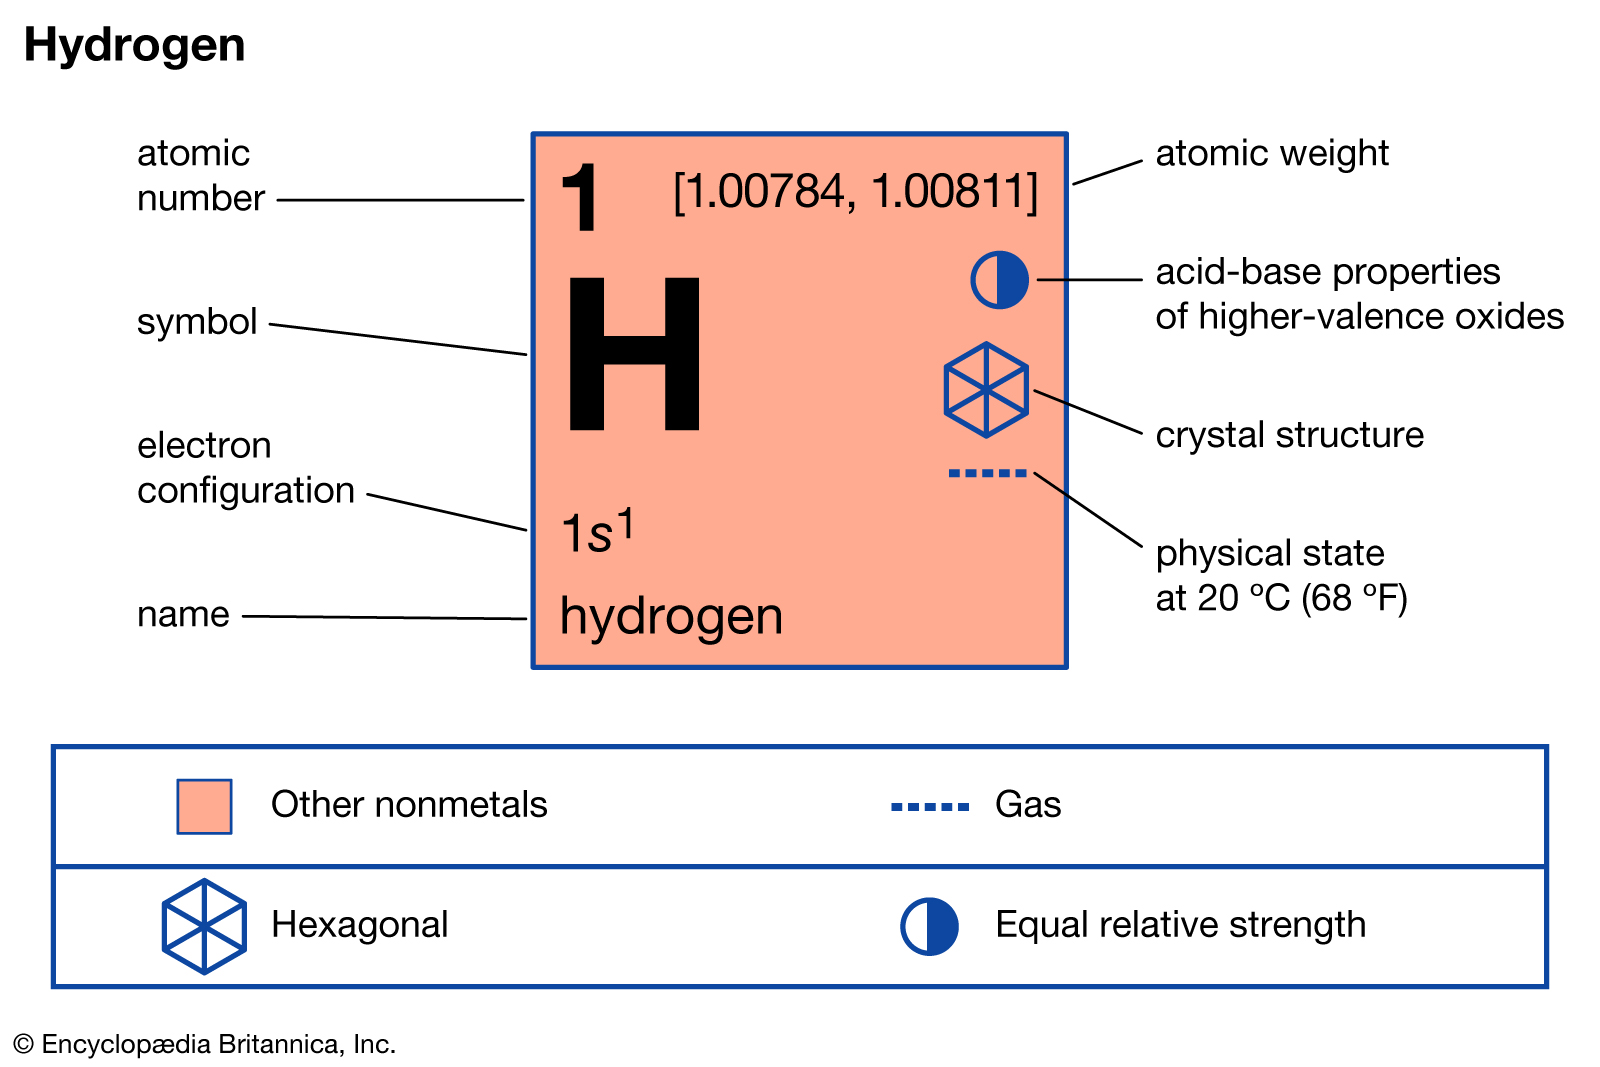 Hydrogen
atomic
number
symbol
electron
configuration
name
1 [1.00784, 1.00811]
H
1s¹
hydrogen
atomic weight
acid-base properties
of higher-valence oxides
crystal structure
physical state
at 20 °C (68 °F)
Other nonmetals
Gas
Hexagonal
Equal relative strength
© Encyclopædia Britannica, Inc.